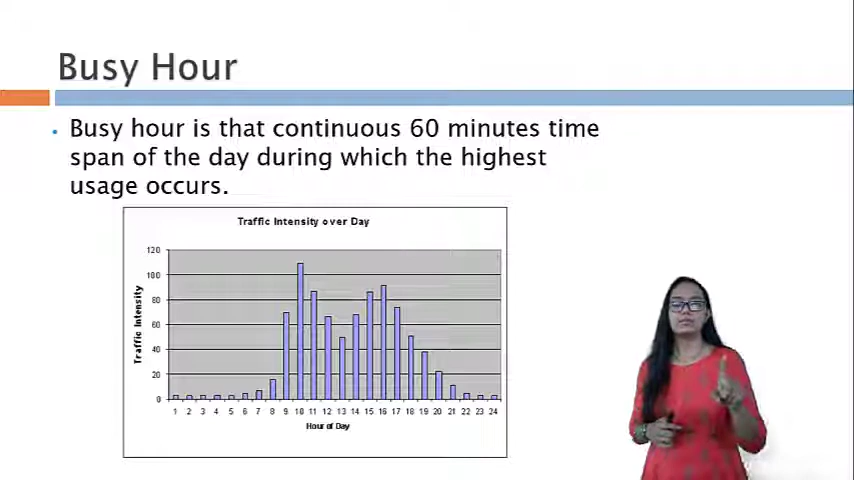 Busy Hour
• Busy hour is that continuous 60 minutes time
span of the day during which the highest
usage occurs.
Traffic Intensity over Day
Traffic Intensity
120
100
80
60
40
20
0
1 2 3 4 5 6 7 8 9 10 11 12 13 14 15 16 17 18 19 20 21 22 23 24
Hour of Day